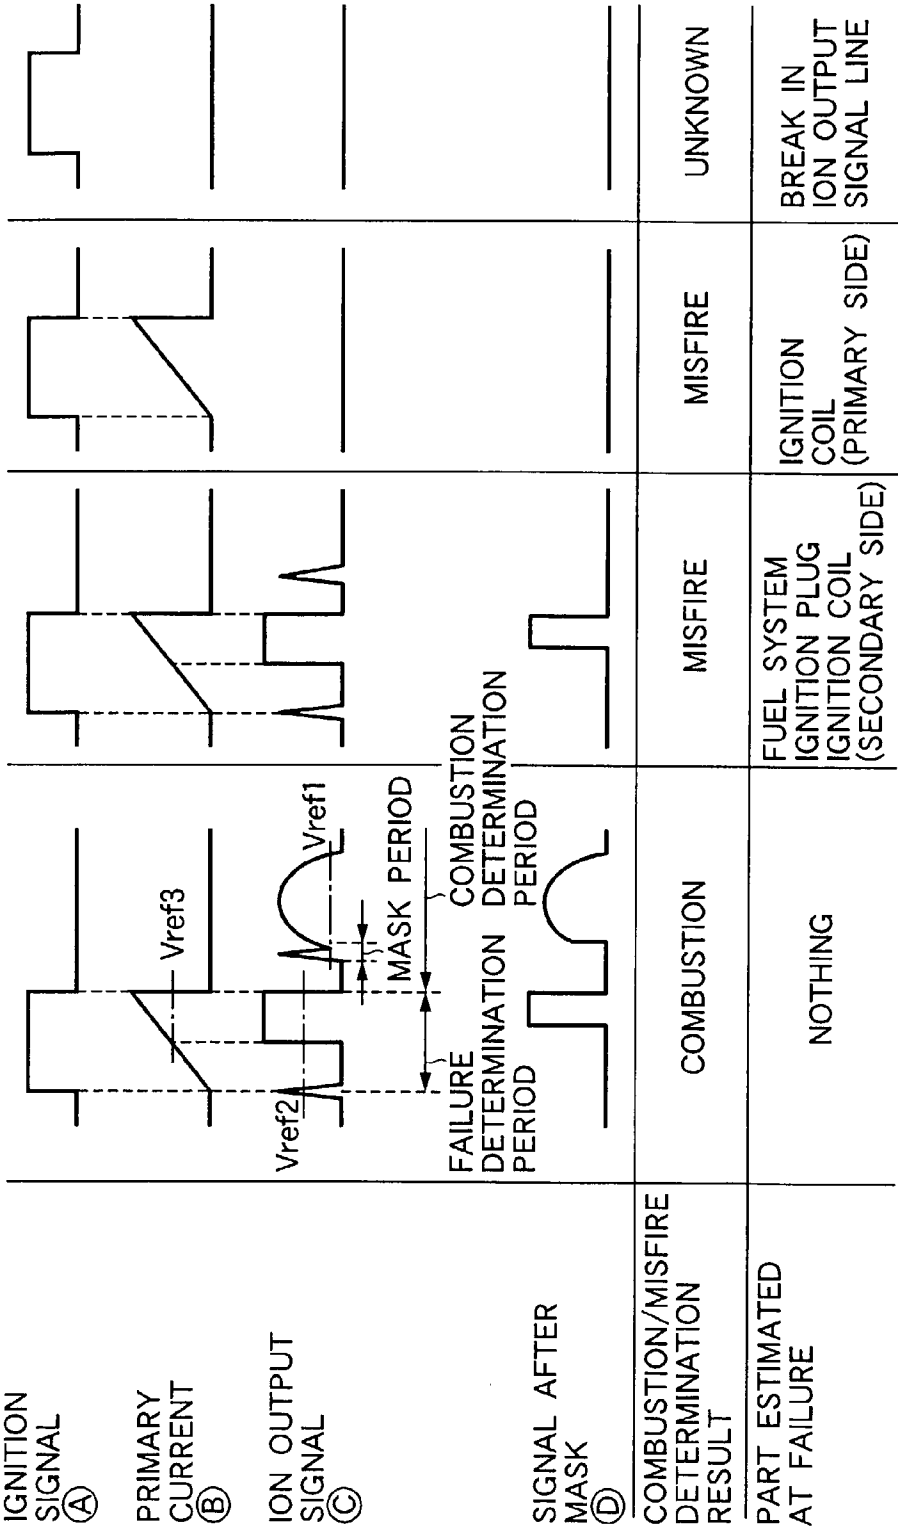 IGNITION
SIGNAL
A
PRIMARY
CURRENT
B
Vref3
ION OUTPUT
SIGNAL
C
Vref2
Vref1
MASK PERIOD
FAILURE
DETERMINATION
PERIOD
COMBUSTION
DETERMINATION
PERIOD
SIGNAL AFTER
MASK
D
COMBUSTION/MISFIRE
DETERMINATION
RESULT
COMBUSTION
MISFIRE
MISFIRE
UNKNOWN
PART ESTIMATED
AT FAILURE
NOTHING
FUEL SYSTEM
IGNITION PLUG
IGNITION COIL
(SECONDARY SIDE)
IGNITION
COIL
(PRIMARY SIDE)
BREAK IN
ION OUTPUT
SIGNAL LINE